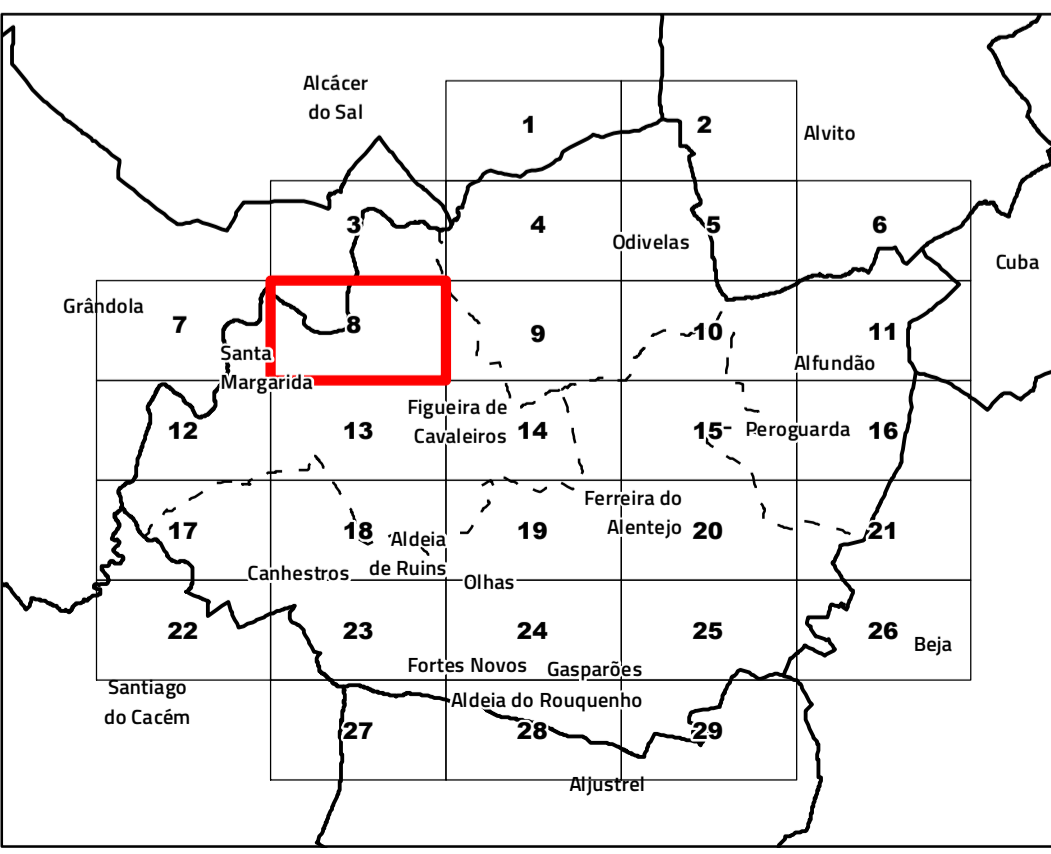 Alcácer
do Sal
1
2
Alvito
3
4
5
6
Odivelas
Cuba
Grândola
7
8
9
10
11
Santa
Margarida
Alfundão
Figueira de
Cavaleiros
12
13
14
15
Peroguarda
16
Ferreira do
Alentejo
17
18
Aldeia
de Ruins
19
20
21
Canhestros
Olhas
22
23
24
25
26
Beja
Fortes Novos
Gasparões
Santiago
do Cacém
Aldeia do Rouquenho
27
28
29
Aljustrel